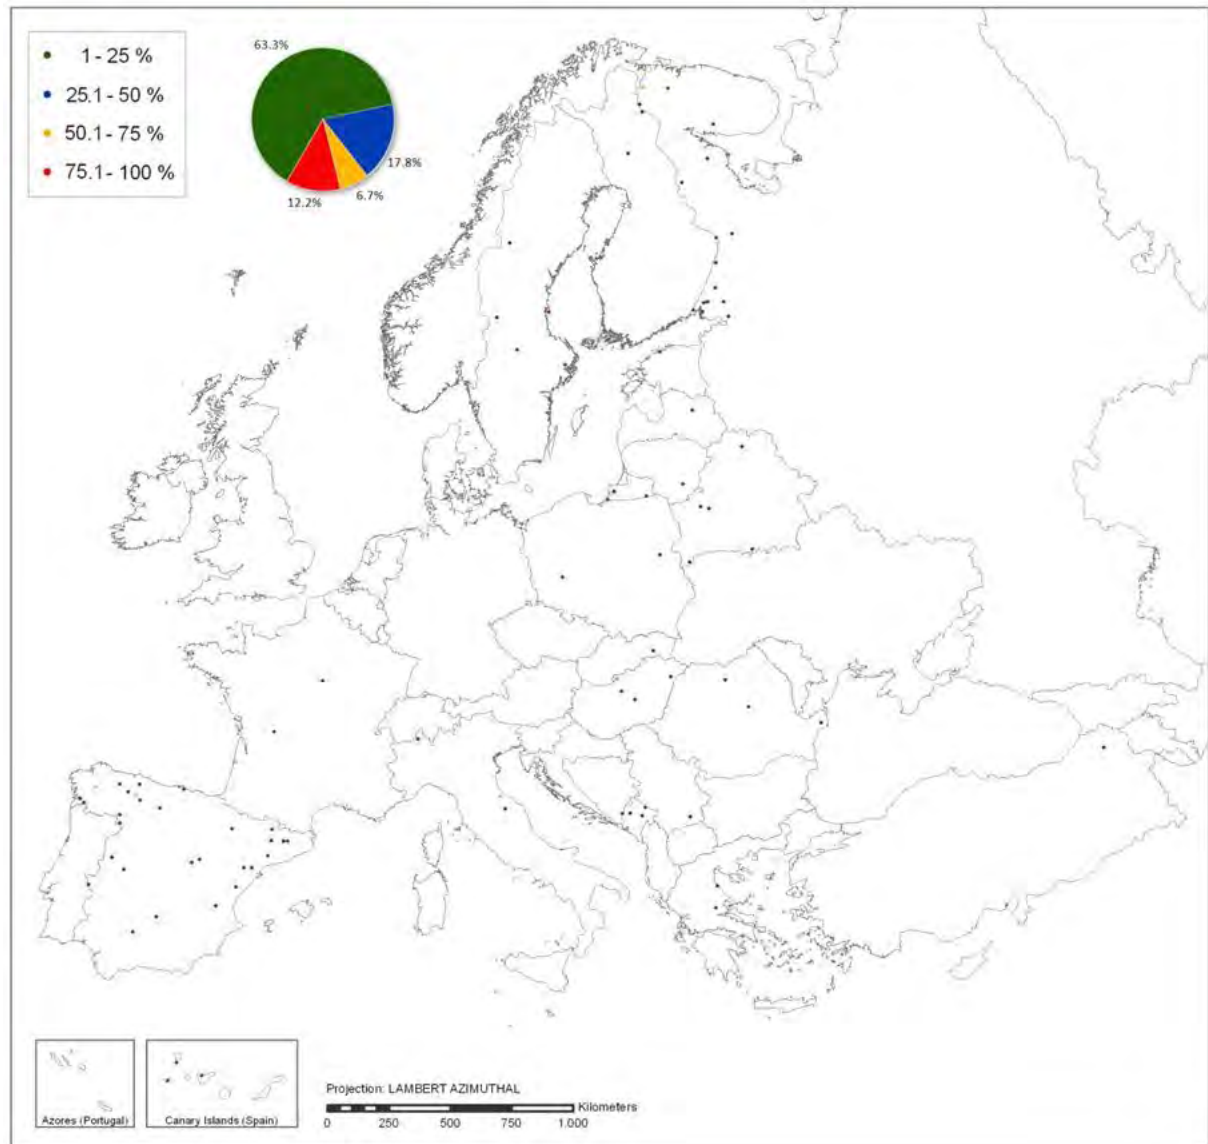 1 - 25 %
25.1 - 50 %
50.1 - 75 %
75.1 - 100 %
63.3%
17.8%
6.7%
12.2%
Azores (Portugal)
Canary Islands (Spain)
Projection: LAMBERT AZIMUTHAL
Kilometers
0 250 500 750 1.000